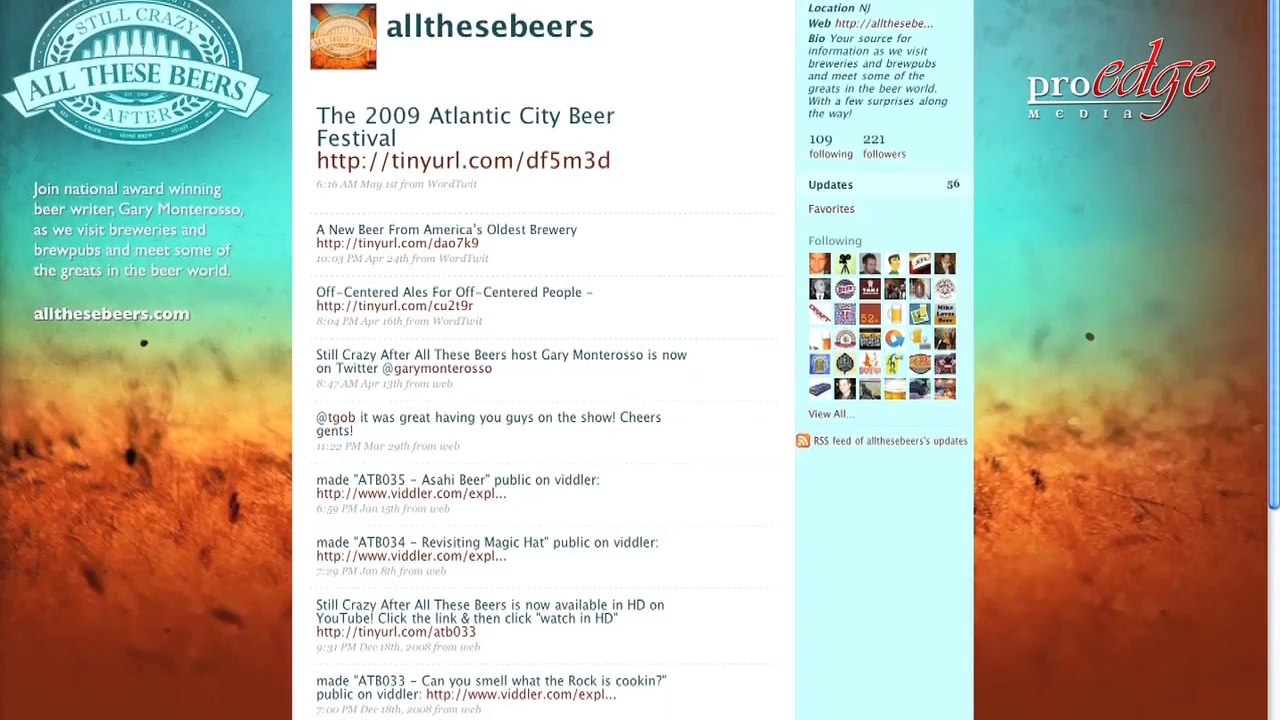 STILL CRAZY
ALL THESE BEERS
AFTER
Join national award winning
beer writer, Gary Monterosso,
as we visit breweries and
brewpubs and meet some of
the greats in the beer world.
allthesebeers.com
allthesebeers
The 2009 Atlantic City Beer
Festival
http://tinyurl.com/df5m3d
6:16 AM May 1st from WordTwit
A New Beer From America's Oldest Brewery
http://tinyurl.com/dao7k9
10:03 PM Apr 24th from WordTwit
Off-Centered Ales For Off-Centered People -
http://tinyurl.com/cu2t9r
8:04 PM Apr 16th from WordTwit
Still Crazy After All These Beers host Gary Monterosso is now
on Twitter @garymonterosso
8:47 AM Apr 13th from web
@tgob it was great having you guys on the show! Cheers
gents!
11:22 PM Mar 29th from web
made "ATB035 - Asahi Beer" public on viddler:
http://www.viddler.com/expl...
6:59 PM Jan 15th from web
made "ATB034 - Revisiting Magic Hat" public on viddler:
http://www.viddler.com/expl...
7:29 PM Jan 8th from web
Still Crazy After All These Beers is now available in HD on
YouTube! Click the link & then click "watch in HD"
http://tinyurl.com/atb033
9:31 PM Dec 18th, 2008 from web
made "ATB033 - Can you smell what the Rock is cookin?"
public on viddler: http://www.viddler.com/expl...
7:00 PM Dec 18th, 2008 from web
Location NJ
Web http://allthesebe...
Bio Your source for
information as we visit
breweries and brewpubs
and meet some of the
greats in the beer world.
With a few surprises along
the way!
109 221
following followers
Updates 56
Favorites
Following
TAKI
CRAFT
52.
Mike
Loves
Beer
View All...
RSS feed of allthesebeers's updates
proedge
MEDIA